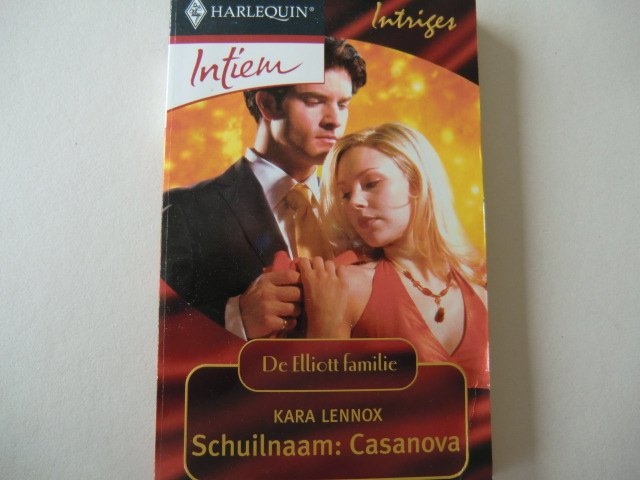 HARLEQUIN®
Intriges
Intiem
De Elliott familie
KARA LENNOX
Schuilnaam: Casanova